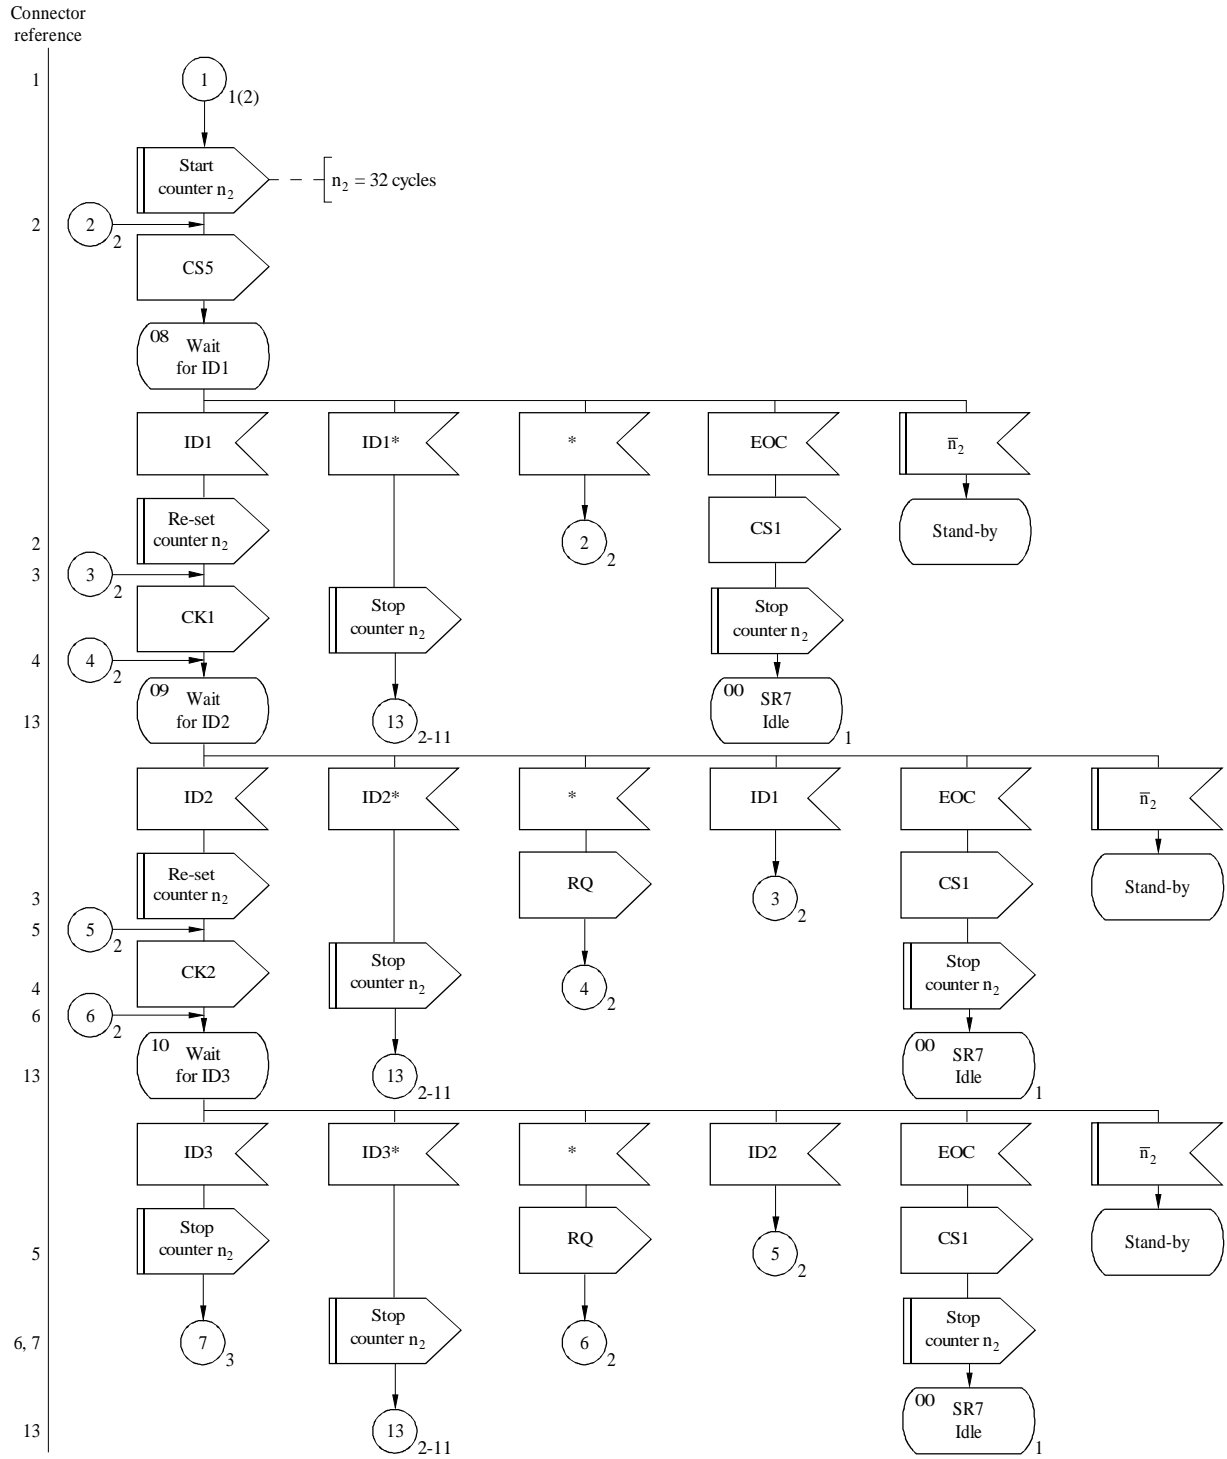 Connector
reference
1
1
1(2)
Start
counter n₂
n₂ = 32 cycles
2
2
2
CS5
08
Wait
for ID1
ID1
ID1*
*
EOC
n̅₂
Re-set
counter n₂
CS1
Stand-by
2
2
2
3
3
2
CK1
Stop
counter n₂
Stop
counter n₂
4
4
2
09
Wait
for ID2
00
SR7
Idle
13
13
2-11
1
ID2
ID2*
*
ID1
EOC
n̅₂
Re-set
counter n₂
RQ
CS1
Stand-by
3
3
2
5
5
2
CK2
Stop
counter n₂
Stop
counter n₂
4
4
2
6
6
2
10
Wait
for ID3
00
SR7
Idle
13
13
2-11
1
ID3
ID3*
*
ID2
EOC
n̅₂
Stop
counter n₂
RQ
CS1
Stand-by
5
5
2
Stop
counter n₂
Stop
counter n₂
6, 7
7
3
6
2
00
SR7
Idle
13
13
2-11
1